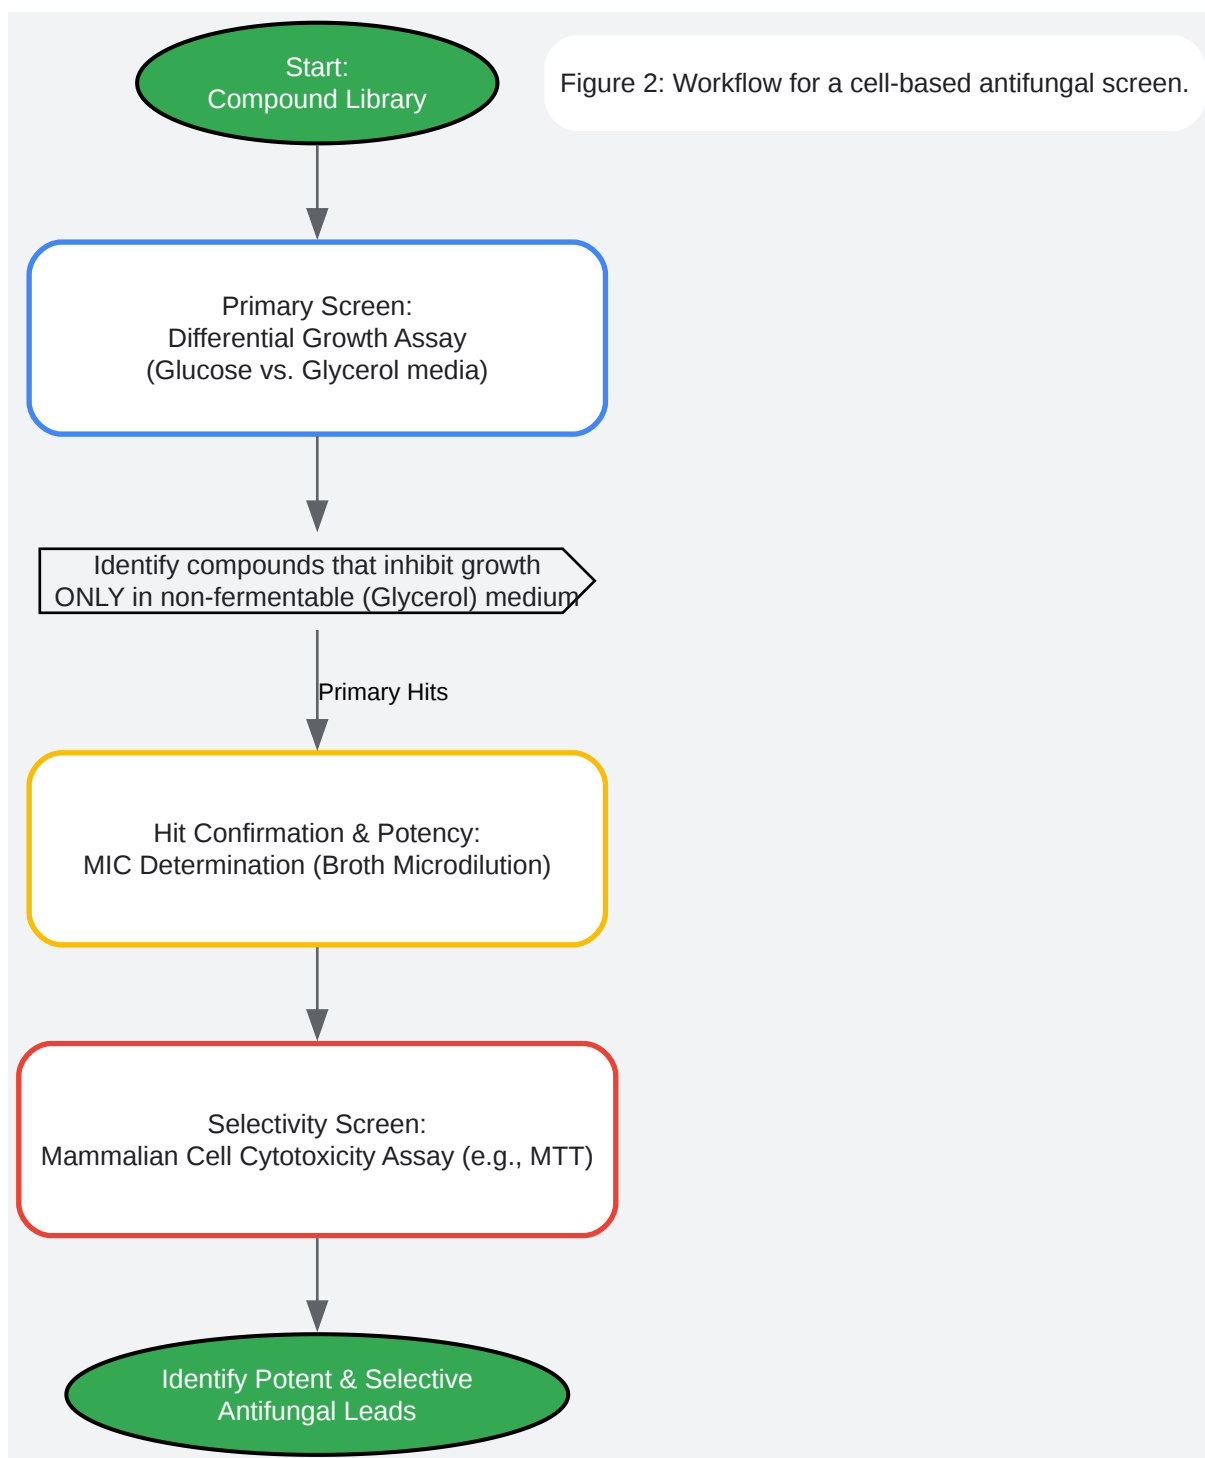 Start:
Compound Library
Figure 2: Workflow for a cell-based antifungal screen.
Primary Screen:
Differential Growth Assay
(Glucose vs. Glycerol media)
Identify compounds that inhibit growth
ONLY in non-fermentable (Glycerol) medium
Primary Hits
Hit Confirmation & Potency:
MIC Determination (Broth Microdilution)
Selectivity Screen:
Mammalian Cell Cytotoxicity Assay (e.g., MTT)
Identify Potent & Selective
Antifungal Leads